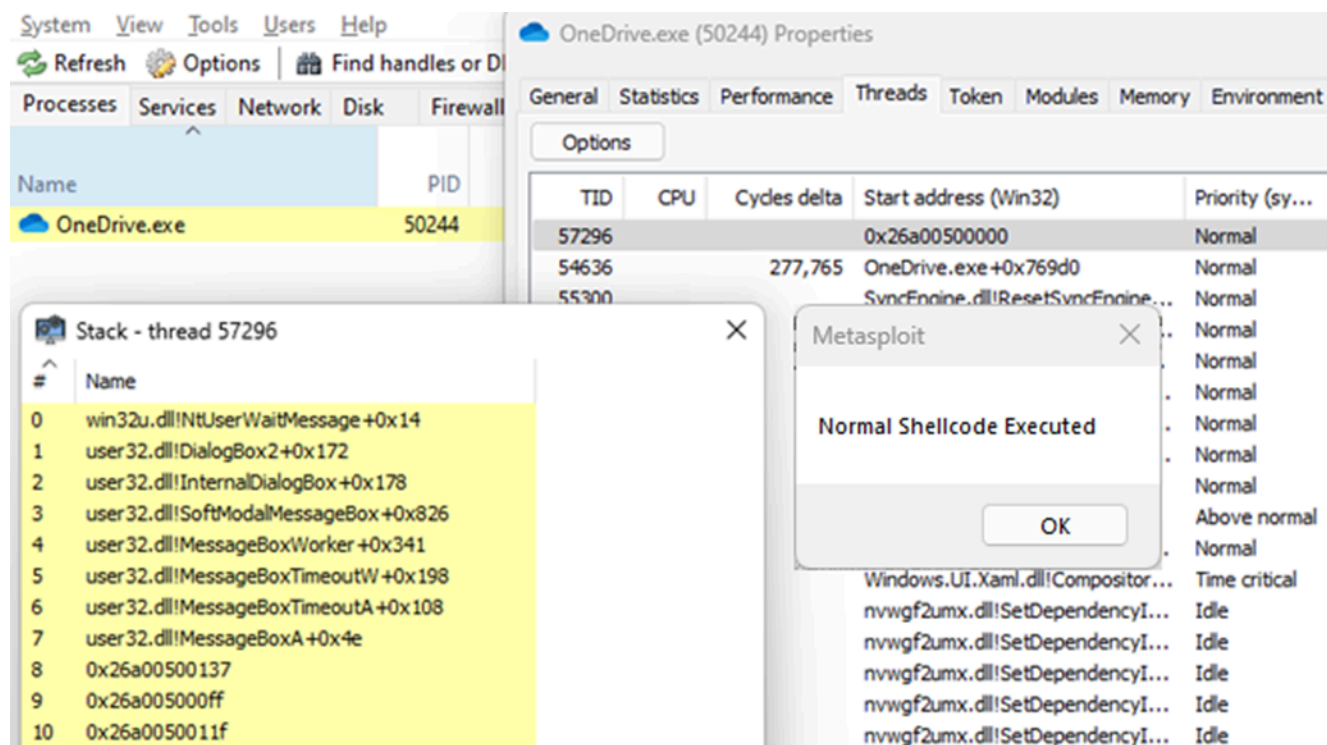 System View Tools Users Help
Refresh Options Find handles or Dl
Processes Services Network Disk Firewall
Name PID
OneDrive.exe 50244
OneDrive.exe (50244) Properties
General Statistics Performance Threads Token Modules Memory Environment
Options
TID CPU Cycles delta Start address (Win32) Priority (sy...
57296 0x26a00500000 Normal
54636 277,765 OneDrive.exe+0x769d0 Normal
55300 SyncEngine.dll!ResetSyncEngine... Normal
Normal
Normal
Normal
Normal
Normal
Normal
Above normal
Normal
Windows.UI.Xaml.dll!Compositor... Time critical
nvwgf2umx.dll!SetDependencyI... Idle
nvwgf2umx.dll!SetDependencyI... Idle
nvwgf2umx.dll!SetDependencyI... Idle
nvwgf2umx.dll!SetDependencyI... Idle
nvwgf2umx.dll!SetDependencyI... Idle
Stack - thread 57296
# Name
0 win32u.dll!NtUserWaitMessage+0x14
1 user32.dll!DialogBox2+0x172
2 user32.dll!InternalDialogBox+0x178
3 user32.dll!SoftModalMessageBox+0x826
4 user32.dll!MessageBoxWorker+0x341
5 user32.dll!MessageBoxTimeoutW+0x198
6 user32.dll!MessageBoxTimeoutA+0x108
7 user32.dll!MessageBoxA+0x4e
8 0x26a00500137
9 0x26a005000ff
10 0x26a0050011f
Metasploit
Normal Shellcode Executed
OK